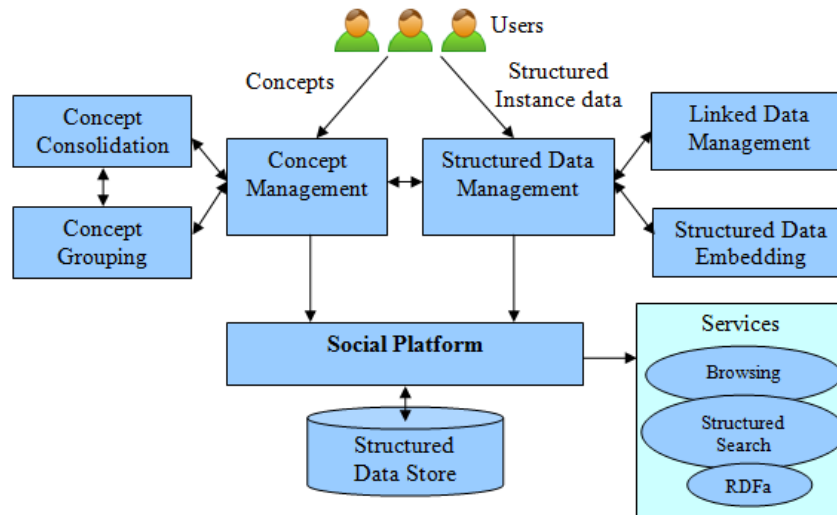 Users
Concepts
Structured
Instance data
Concept
Consolidation
Concept
Management
Structured Data
Management
Linked Data
Management
Concept
Grouping
Structured Data
Embedding
Social Platform
Services
Browsing
Structured
Search
RDFa
Structured
Data Store